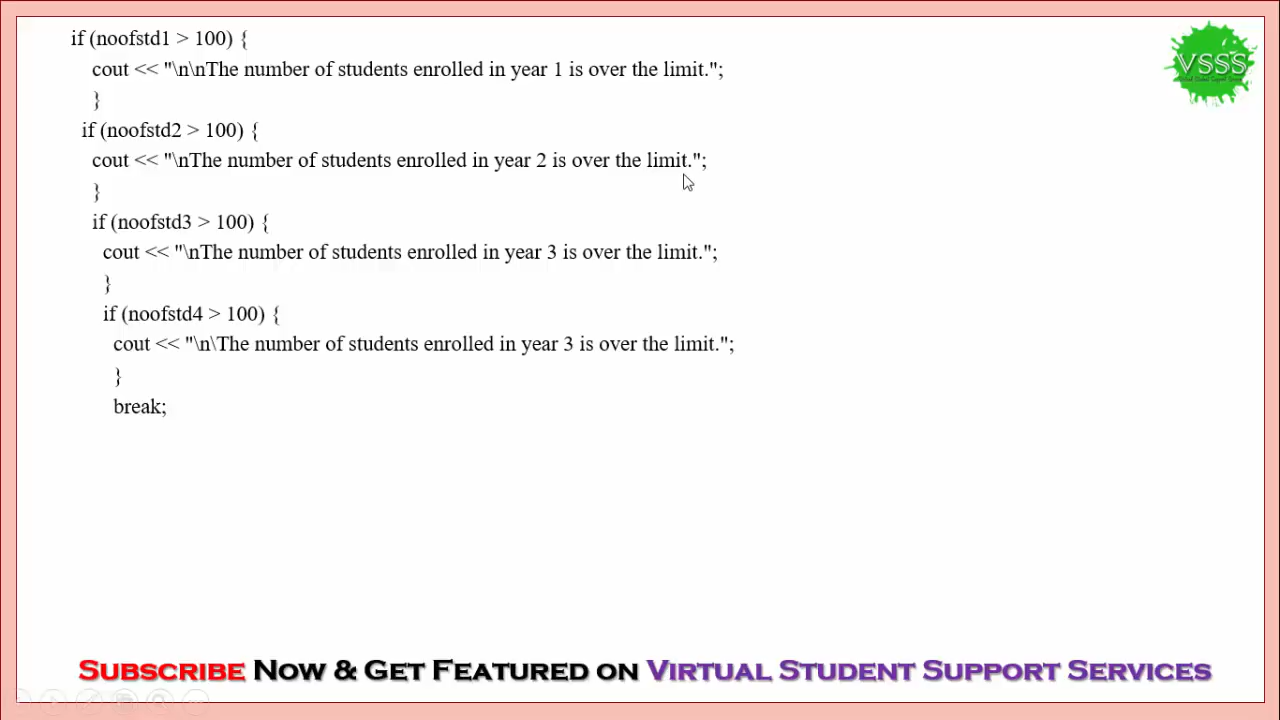 if (noofstd1 > 100) {
cout << "\n\nThe number of students enrolled in year 1 is over the limit.";
}
if (noofstd2 > 100) {
cout << "\nThe number of students enrolled in year 2 is over the limit.";
}
if (noofstd3 > 100) {
cout << "\nThe number of students enrolled in year 3 is over the limit.";
}
if (noofstd4 > 100) {
cout << "\n\The number of students enrolled in year 3 is over the limit.";
}
break;
VSSS
Subscribe Now & Get Featured on Virtual Student Support Services